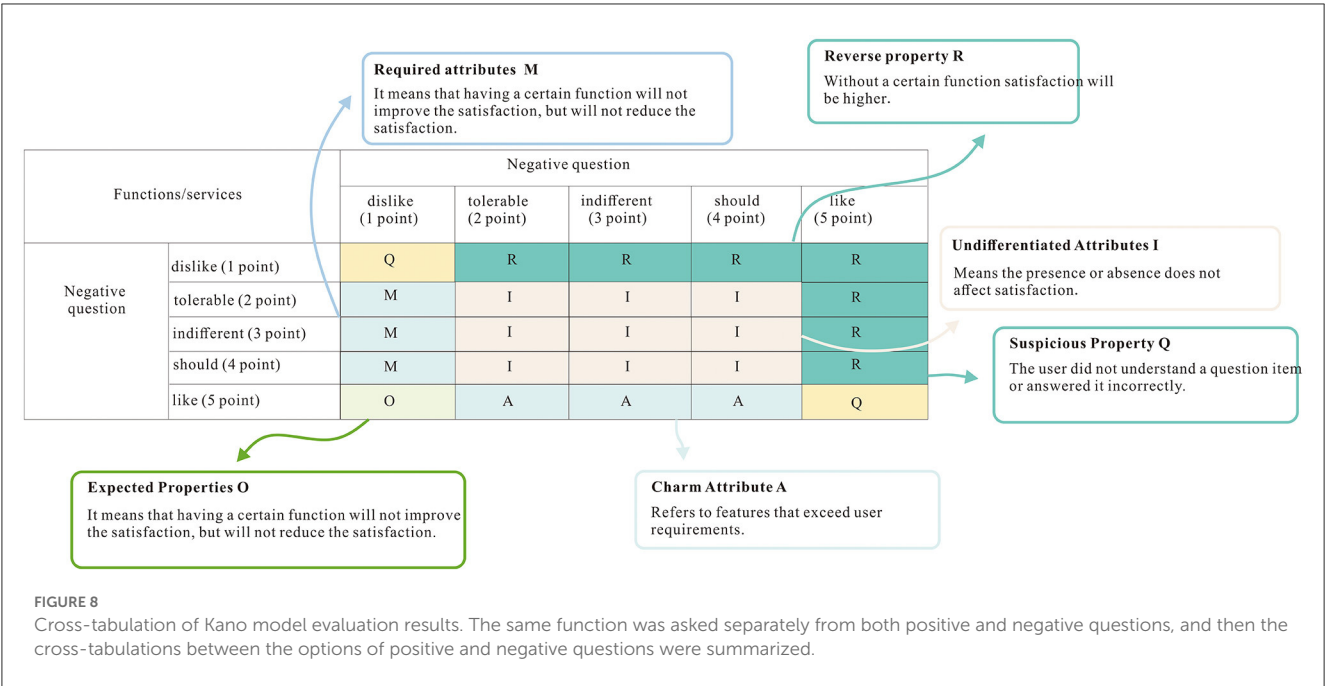 Required attributes M
It means that having a certain function will not
improve the satisfaction, but will not reduce the
satisfaction.
Reverse property R
Without a certain function satisfaction will
be higher.
Functions/services
Negative question
dislike
(1 point)
tolerable
(2 point)
indifferent
(3 point)
should
(4 point)
like
(5 point)
Negative
question
dislike (1 point) Q R R R R
tolerable (2 point) M I I I R
indifferent (3 point) M I I I R
should (4 point) M I I I R
like (5 point) O A A A Q
Undifferentiated Attributes I
Means the presence or absence does not
affect satisfaction.
Suspicious Property Q
The user did not understand a question item
or answered it incorrectly.
Expected Properties O
It means that having a certain function will not improve
the satisfaction, but will not reduce the satisfaction.
Charm Attribute A
Refers to features that exceed user
requirements.
FIGURE 8
Cross-tabulation of Kano model evaluation results. The same function was asked separately from both positive and negative questions, and then the
cross-tabulations between the options of positive and negative questions were summarized.